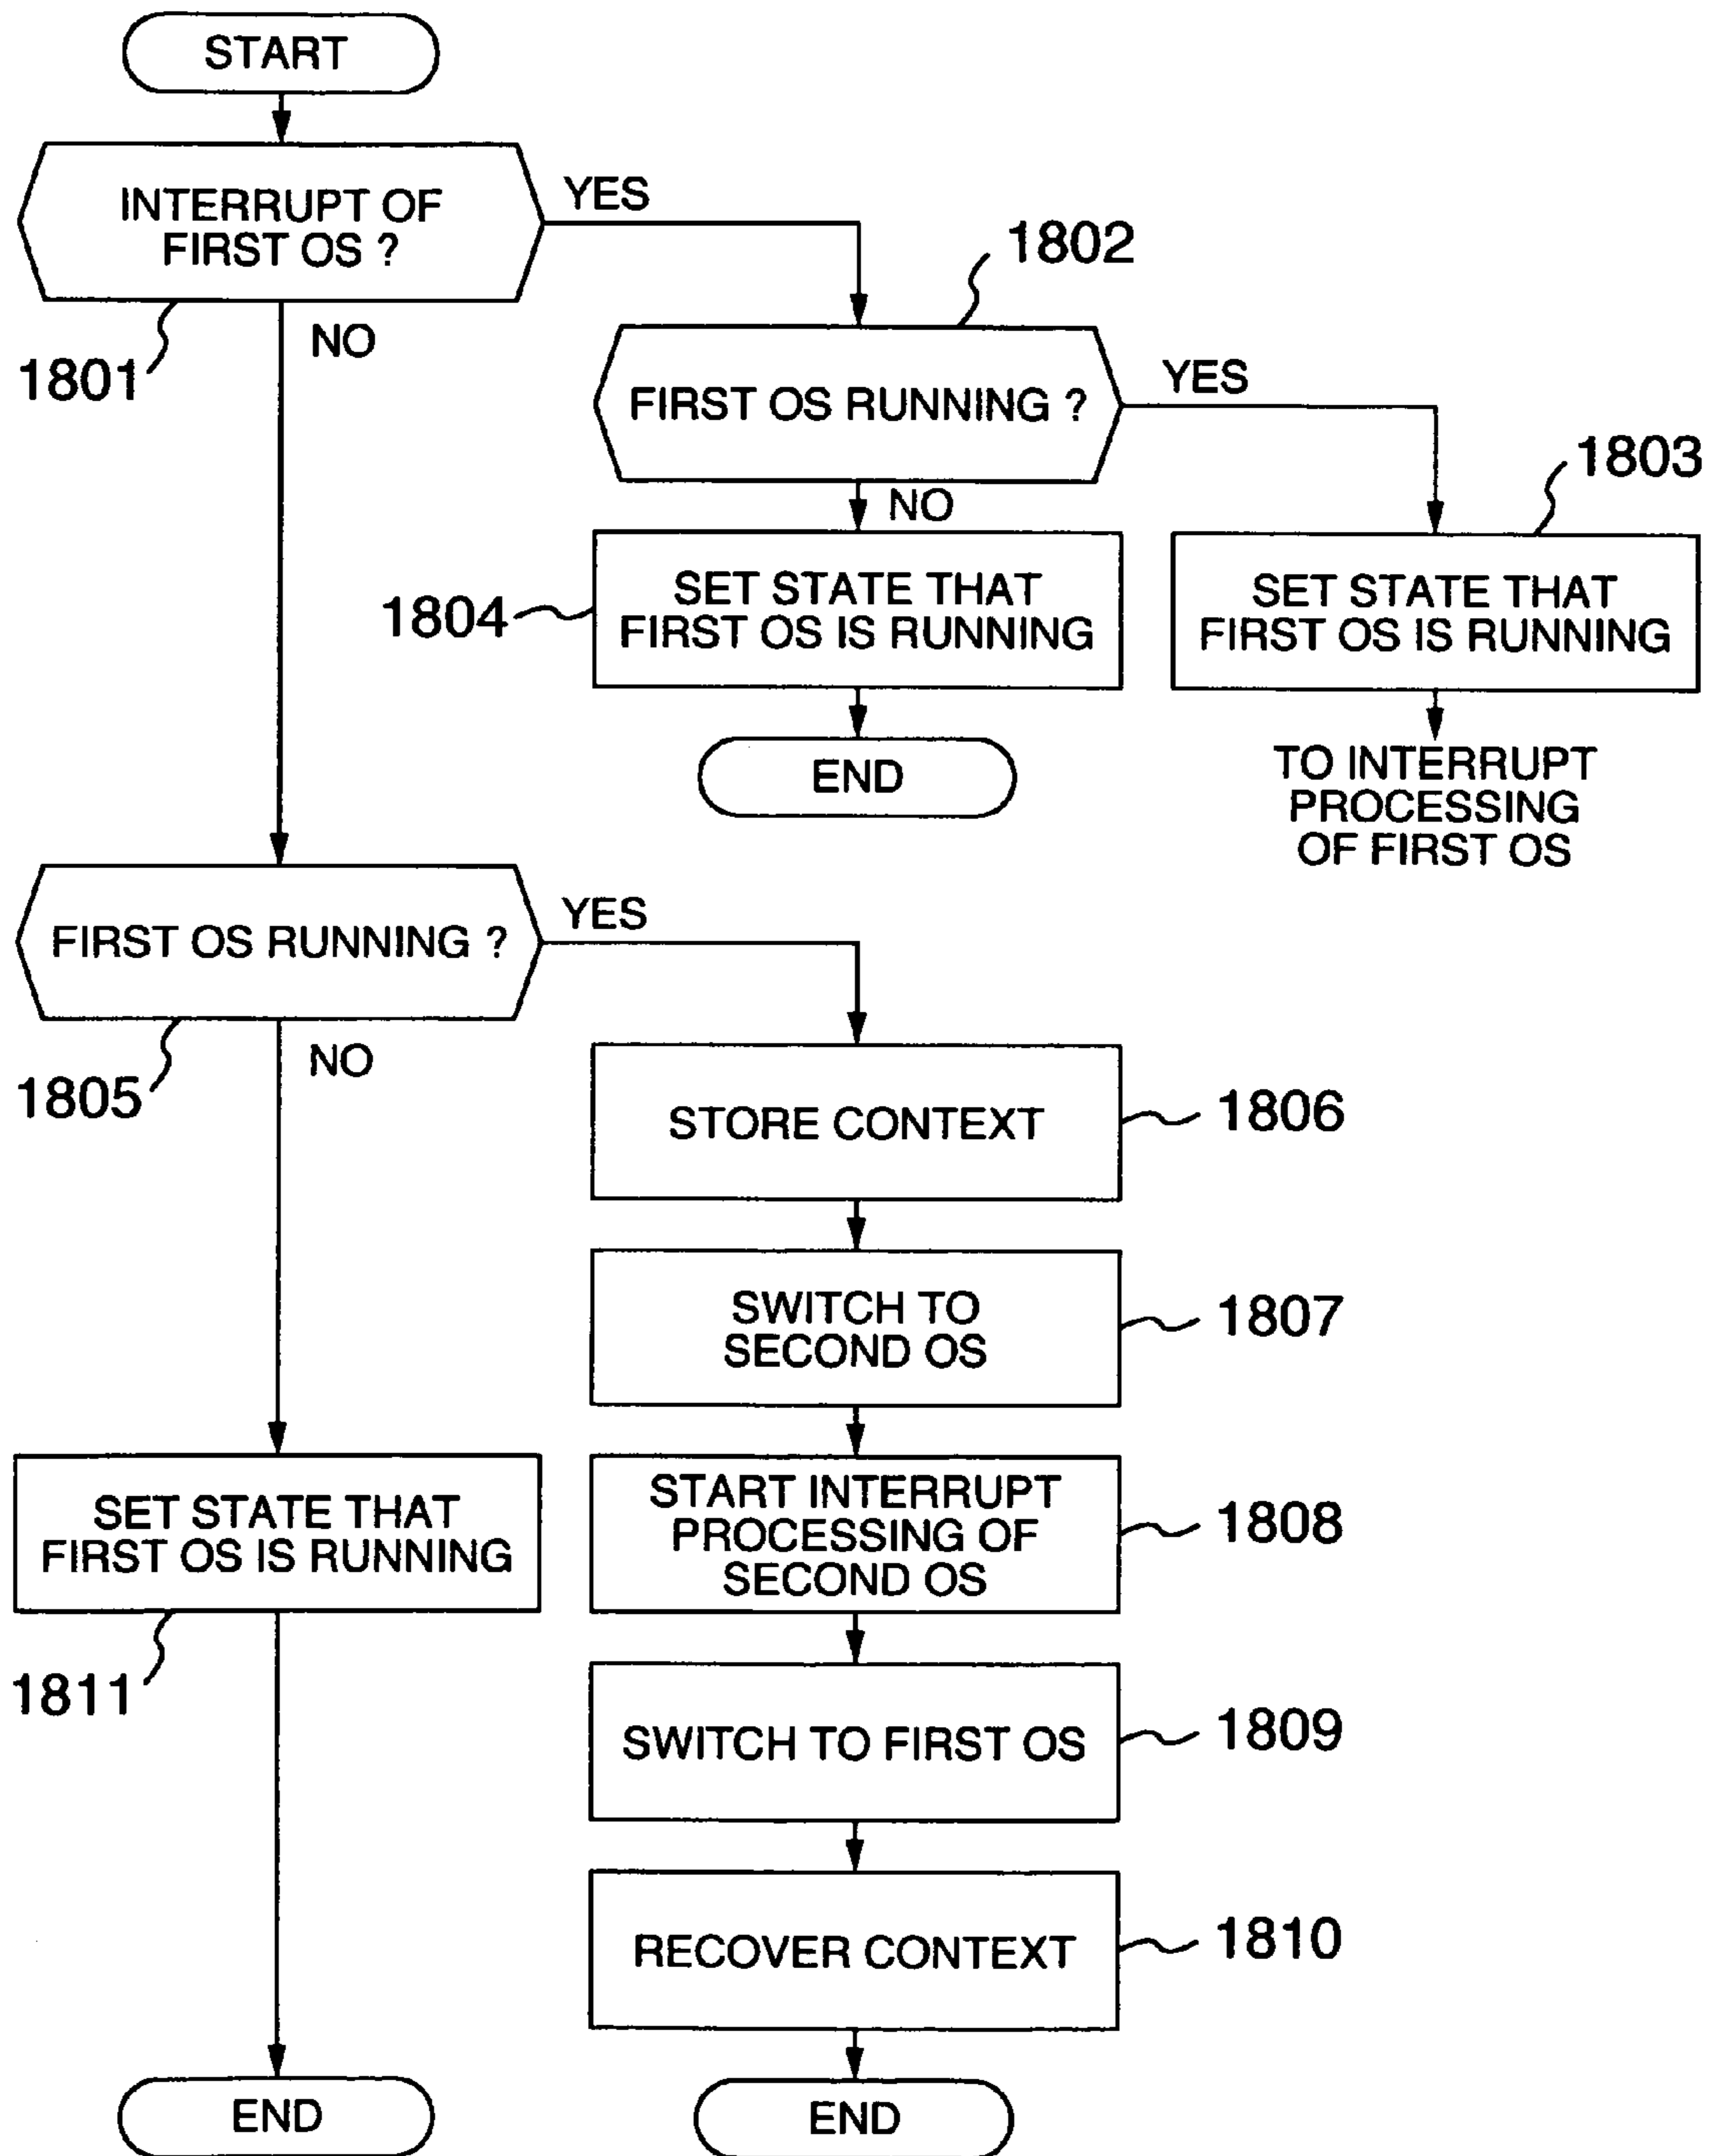 START
INTERRUPT OF
FIRST OS ?
YES
NO
1801
1802
FIRST OS RUNNING ?
YES
NO
1803
1804
SET STATE THAT
FIRST OS IS RUNNING
SET STATE THAT
FIRST OS IS RUNNING
END
TO INTERRUPT
PROCESSING
OF FIRST OS
FIRST OS RUNNING ?
YES
NO
1805
STORE CONTEXT
1806
SWITCH TO
SECOND OS
1807
SET STATE THAT
FIRST OS IS RUNNING
1811
START INTERRUPT
PROCESSING OF
SECOND OS
1808
SWITCH TO FIRST OS
1809
RECOVER CONTEXT
1810
END
END